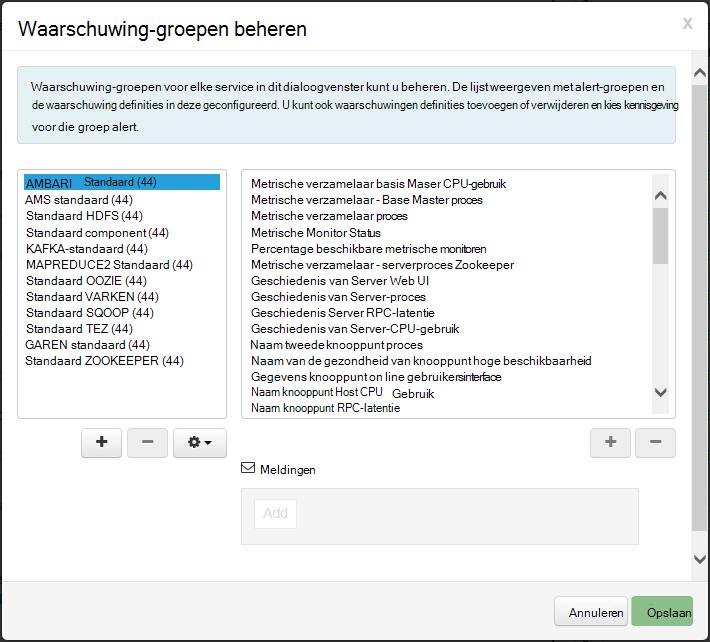 Waarschuwing-groepen beheren
x
Waarschuwing-groepen voor elke service in dit dialoogvenster kunt u beheren. De lijst weergeven met alert-groepen en
de waarschuwing definities in deze geconfigureerd. U kunt ook waarschuwingen definities toevoegen of verwijderen en kies kennisgeving
voor die groep alert.
AMBARI Standaard (44)
AMS standaard (44)
Standaard HDFS (44)
Standaard component (44)
KAFKA-standaard (44)
MAPREDUCE2 Standaard (44)
Standaard OOZIE (44)
Standaard VARKEN (44)
Standaard SQOOP (44)
Standaard TEZ (44)
GAREN standaard (44)
Standaard ZOOKEEPER (44)
Metrische verzamelaar basis Maser CPU-gebruik
Metrische verzamelaar - Base Master proces
Metrische verzamelaar proces
Metrische Monitor Status
Percentage beschikbare metrische monitoren
Metrische verzamelaar - serverproces Zookeeper
Geschiedenis van Server Web UI
Geschiedenis van Server-proces
Geschiedenis Server RPC-latentie
Geschiedenis van Server-CPU-gebruik
Naam tweede knooppunt proces
Naam van de gezondheid van knooppunt hoge beschikbaarheid
Gegevens knooppunt on line gebruikersinterface
Naam knooppunt Host CPU Gebruik
Naam knooppunt RPC-latentie
Meldingen
Add
Annuleren
Opslaan